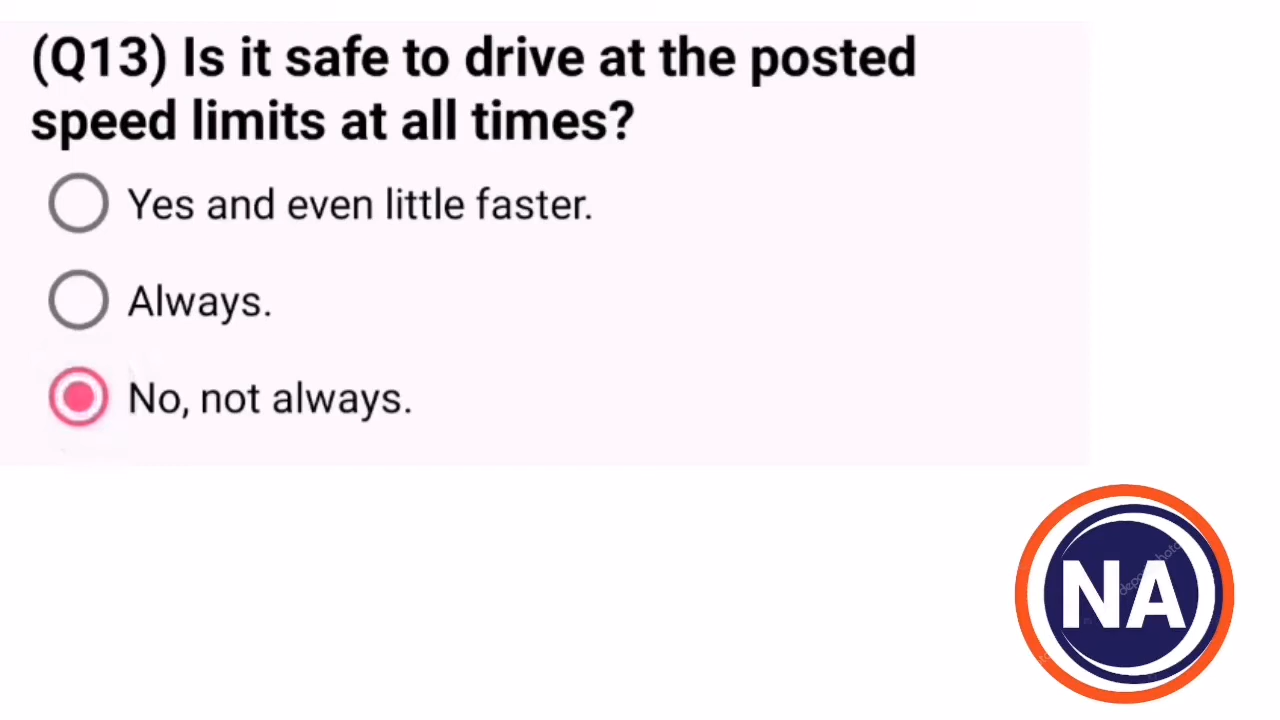 (Q13) Is it safe to drive at the posted
speed limits at all times?
Yes and even little faster.
Always.
No, not always.
NA